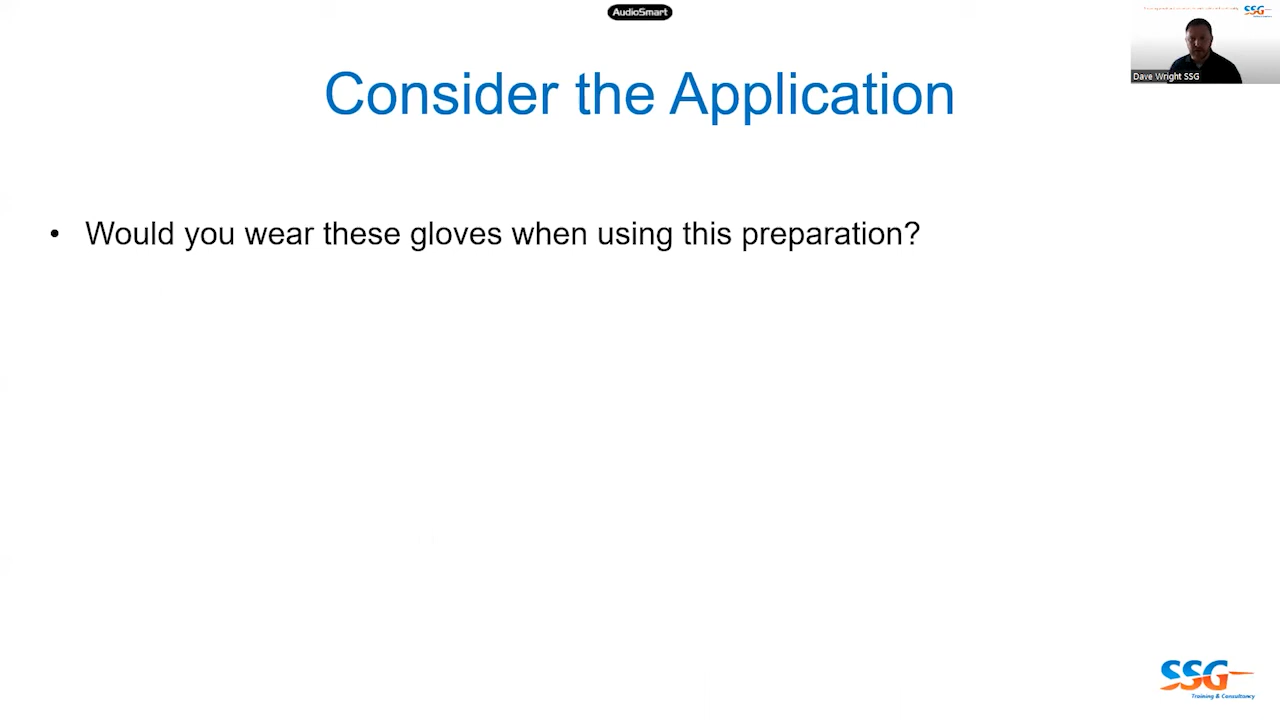 AudioSmart
SSG
Dave Wright SSG
Consider the Application
• Would you wear these gloves when using this preparation?
SSG
Training & Consultancy